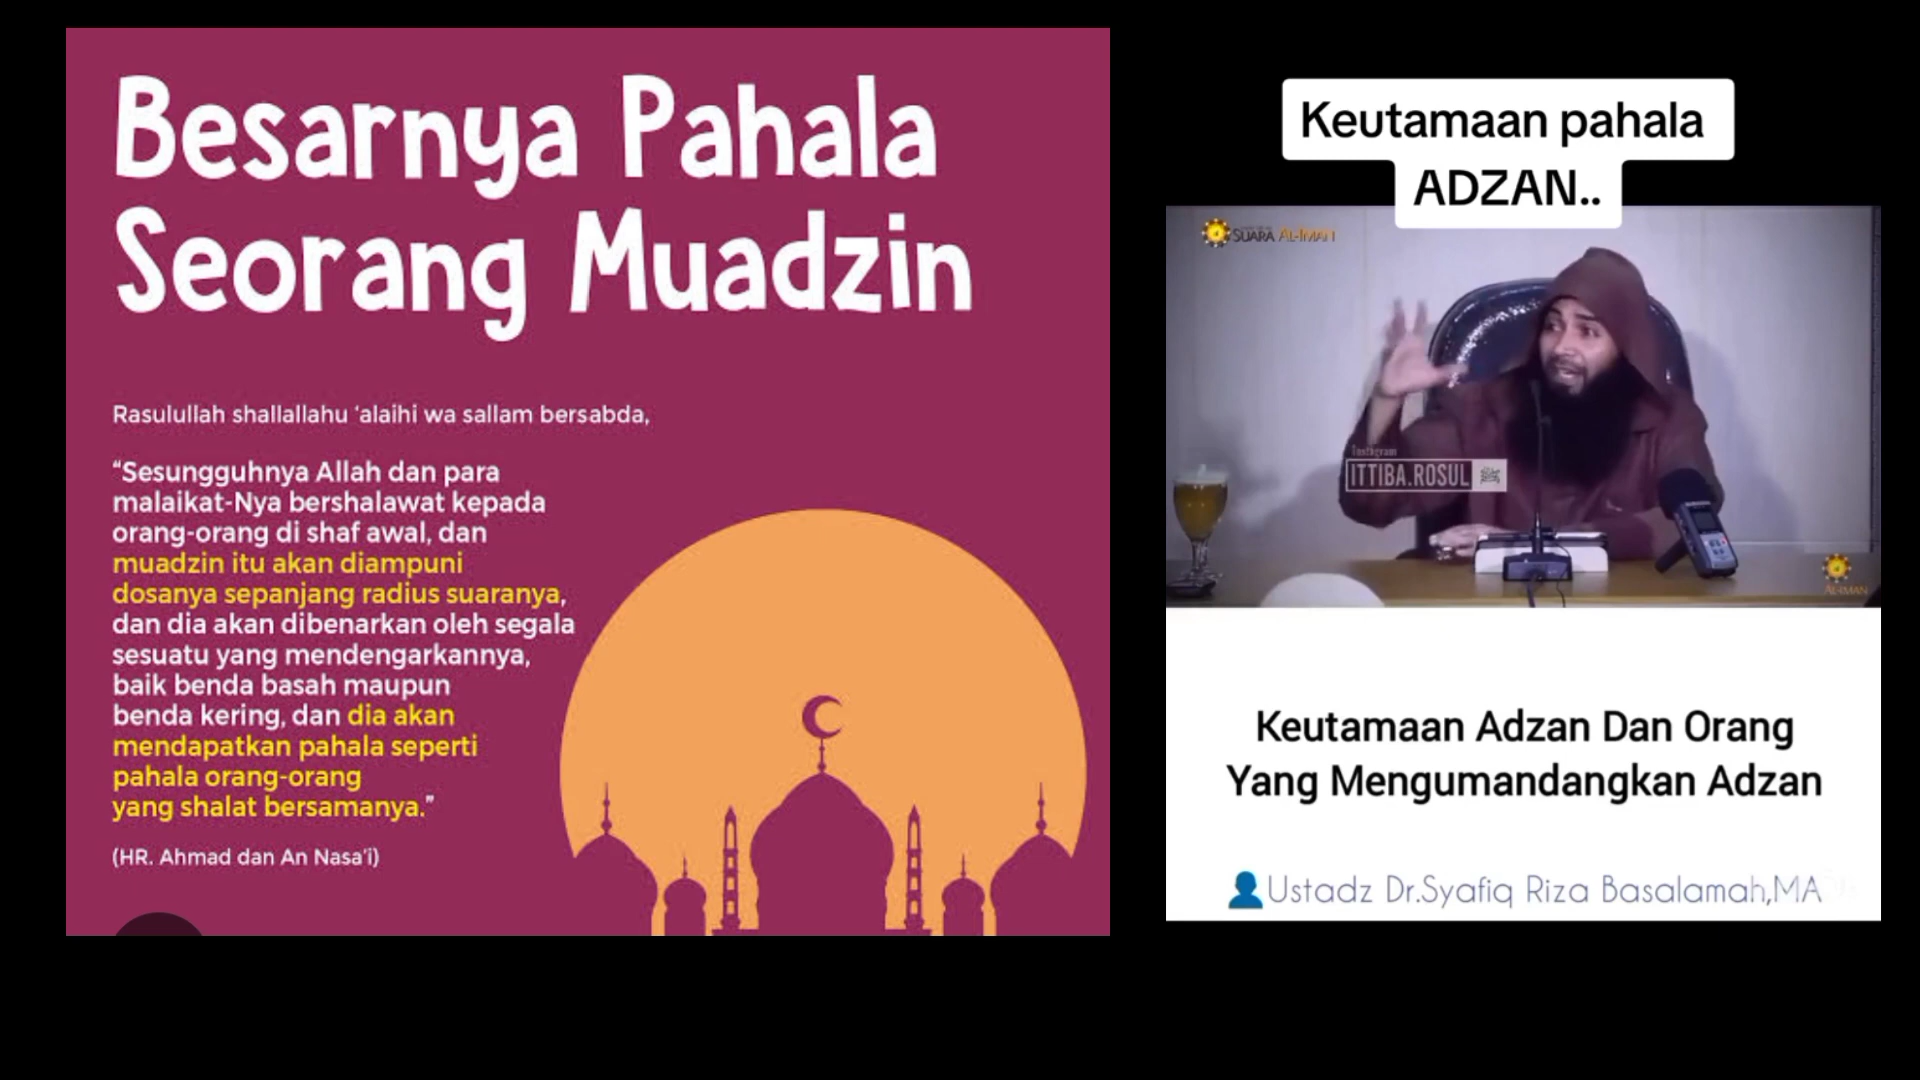 Besarnya Pahala
Seorang Muadzin
Rasulullah shallallahu ‘alaihi wa sallam bersabda,
“Sesungguhnya Allah dan para
malaikat-Nya bershalawat kepada
orang-orang di shaf awal, dan
muadzin itu akan diampuni
dosanya sepanjang radius suaranya,
dan dia akan dibenarkan oleh segala
sesuatu yang mendengarkannya,
baik benda basah maupun
benda kering, dan dia akan
mendapatkan pahala seperti
pahala orang-orang
yang shalat bersamanya.”
(HR. Ahmad dan An Nasa’i)
Keutamaan pahala
ADZAN..
SUARA AL-IMAN
Instagram
ITTIBA.ROSUL
AL-IMAN
Keutamaan Adzan Dan Orang
Yang Mengumandangkan Adzan
Ustadz Dr.Syafiq Riza Basalamah,MA